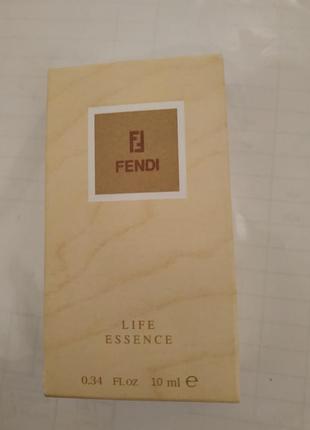 FENDI
LIFE
ESSENCE
0.34 FL.OZ 10 ml ℮